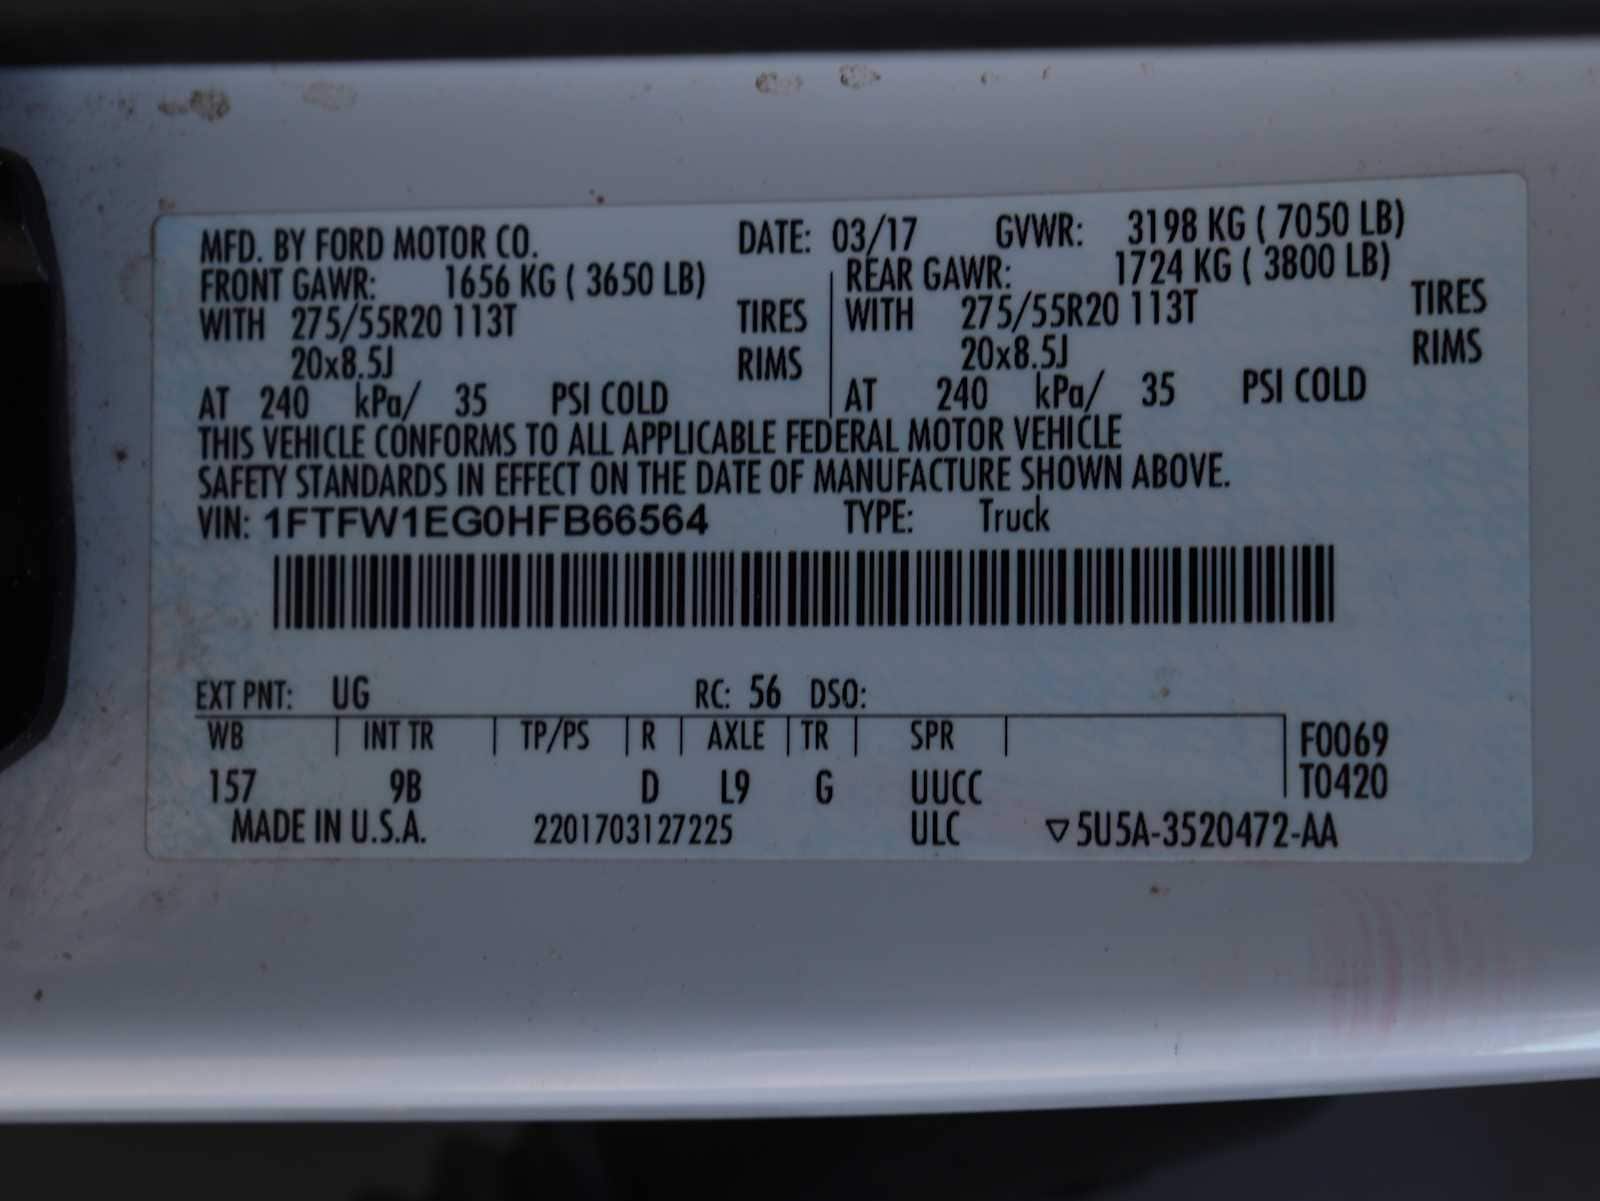 MFD. BY FORD MOTOR CO. DATE: 03/17 GVWR: 3198 KG ( 7050 LB)
FRONT GAWR: 1656 KG ( 3650 LB) REAR GAWR: 1724 KG ( 3800 LB)
WITH 275/55R20 113T TIRES WITH 275/55R20 113T TIRES
20x8.5J RIMS 20x8.5J RIMS
AT 240 kPa/ 35 PSI COLD AT 240 kPa/ 35 PSI COLD
THIS VEHICLE CONFORMS TO ALL APPLICABLE FEDERAL MOTOR VEHICLE
SAFETY STANDARDS IN EFFECT ON THE DATE OF MANUFACTURE SHOWN ABOVE.
VIN: 1FTFW1EG0HFB66564 TYPE: Truck
EXT PNT: UG RC: 56 DSO:
WB INT TR TP/PS R AXLE TR SPR F0069
157 9B D L9 G UUCC T0420
MADE IN U.S.A. 2201703127225 ULC ▽5U5A-3520472-AA